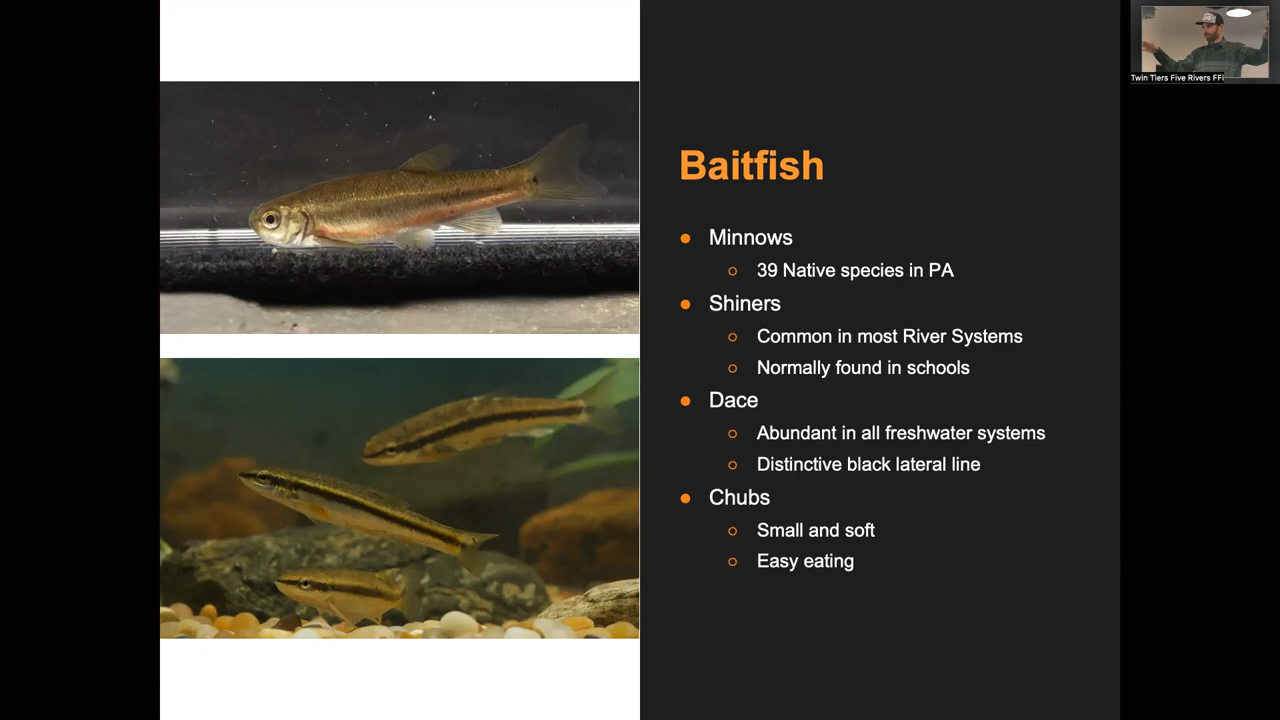 Twin Tiers Five Rivers FFi
Baitfish
Minnows
39 Native species in PA
Shiners
Common in most River Systems
Normally found in schools
Dace
Abundant in all freshwater systems
Distinctive black lateral line
Chubs
Small and soft
Easy eating